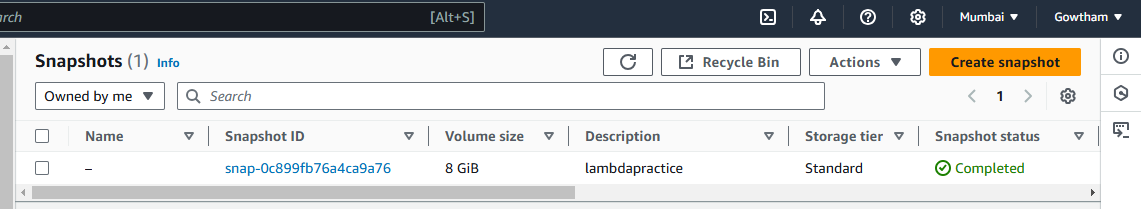 arch [Alt+S] Mumbai Gowtham
Snapshots (1) Info Recycle Bin Actions Create snapshot
Owned by me Search 1
Name Snapshot ID Volume size Description Storage tier Snapshot status
– snap-0c899fb76a4ca9a76 8 GiB lambdapractice Standard Completed